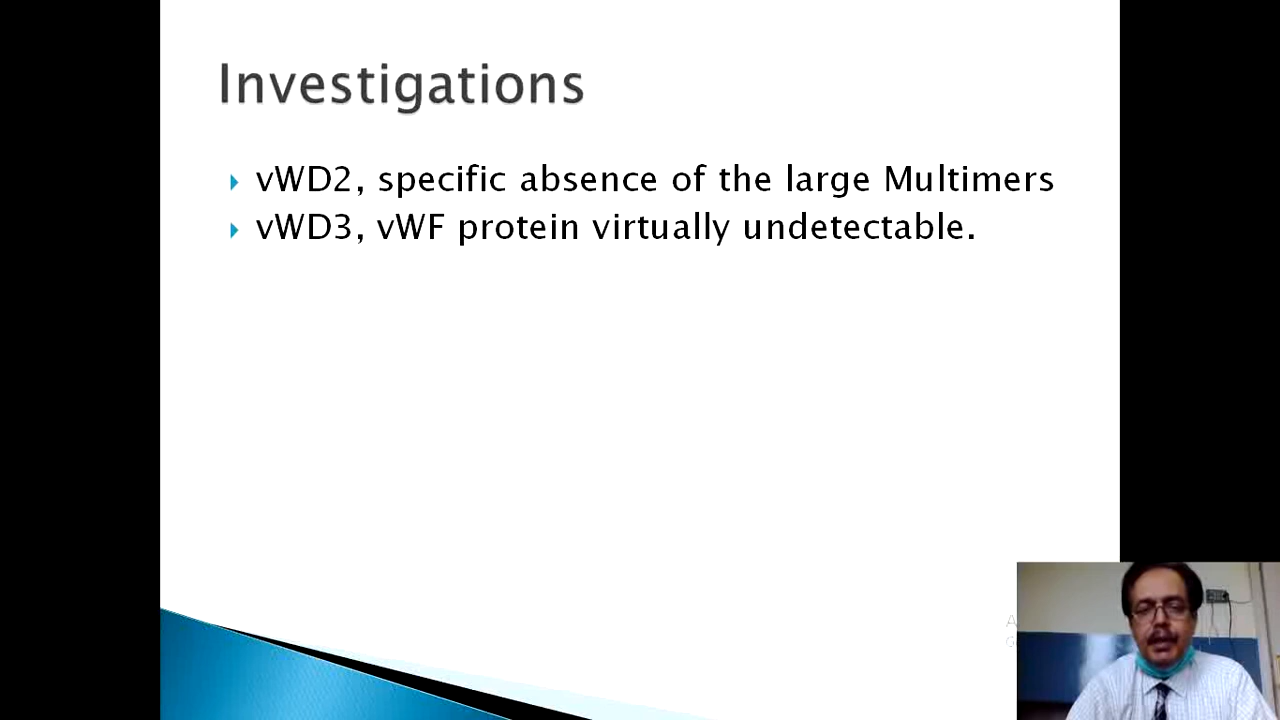 Investigations
vWD2, specific absence of the large Multimers
vWD3, vWF protein virtually undetectable.